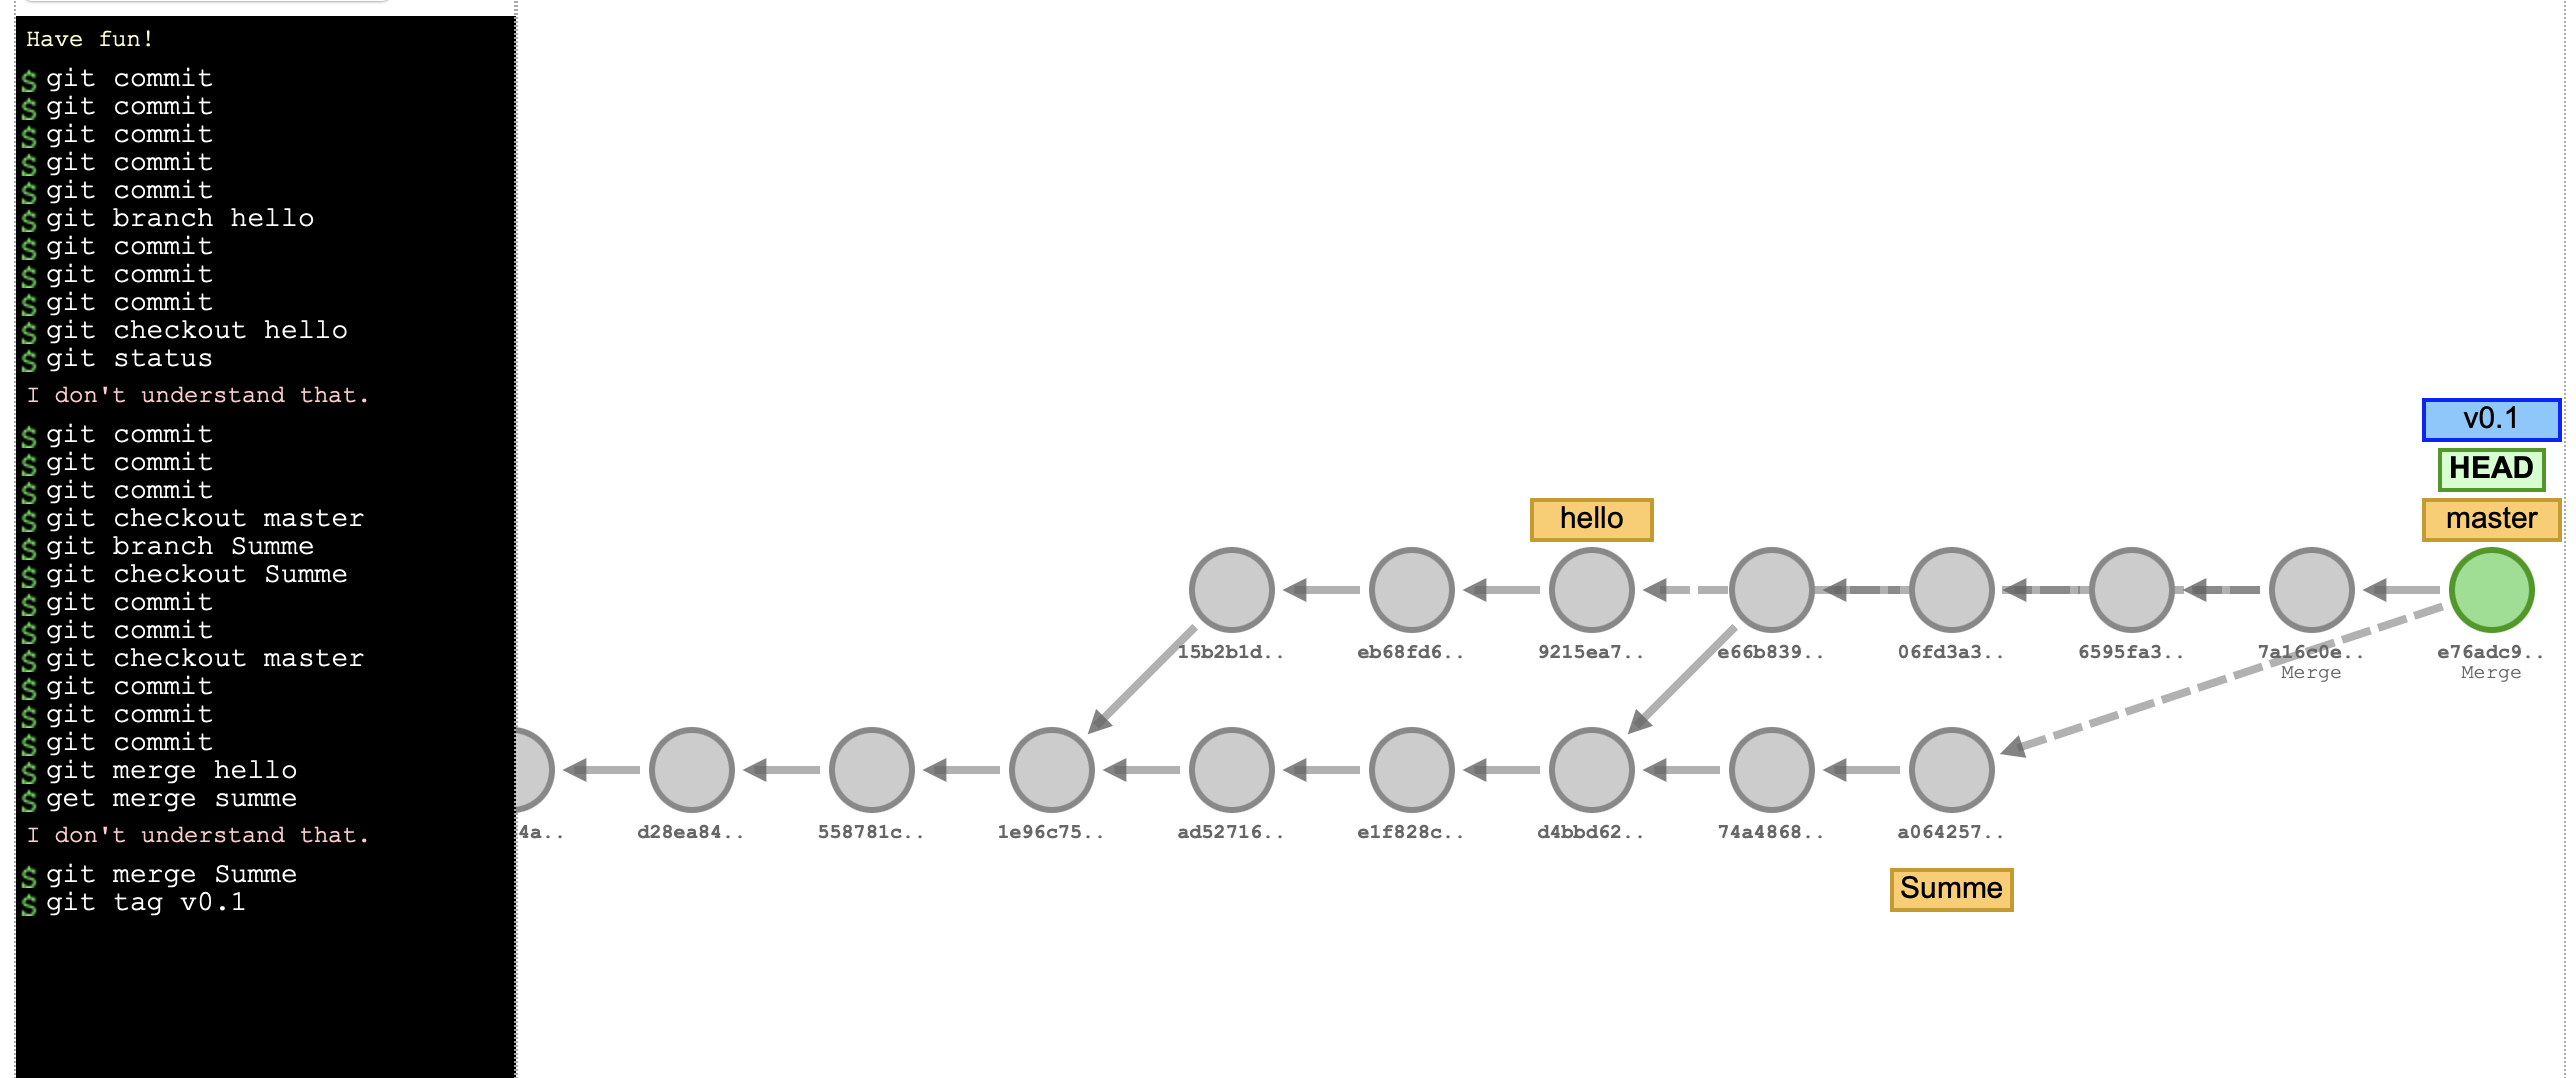 Have fun!
$ git commit
$ git commit
$ git commit
$ git commit
$ git commit
$ git branch hello
$ git commit
$ git commit
$ git commit
$ git checkout hello
$ git status
I don't understand that.
$ git commit
$ git commit
$ git commit
$ git checkout master
$ git branch Summe
$ git checkout Summe
$ git commit
$ git commit
$ git checkout master
$ git commit
$ git commit
$ git commit
$ git merge hello
$ get merge summe
I don't understand that.
$ git merge Summe
$ git tag v0.1
v0.1
HEAD
hello
master
15b2b1d..
eb68fd6..
9215ea7..
e66b839..
06fd3a3..
6595fa3..
7a16c0e..
Merge
e76adc9..
Merge
4a..
d28ea84..
558781c..
1e96c75..
ad52716..
e1f828c..
d4bbd62..
74a4868..
a064257..
Summe